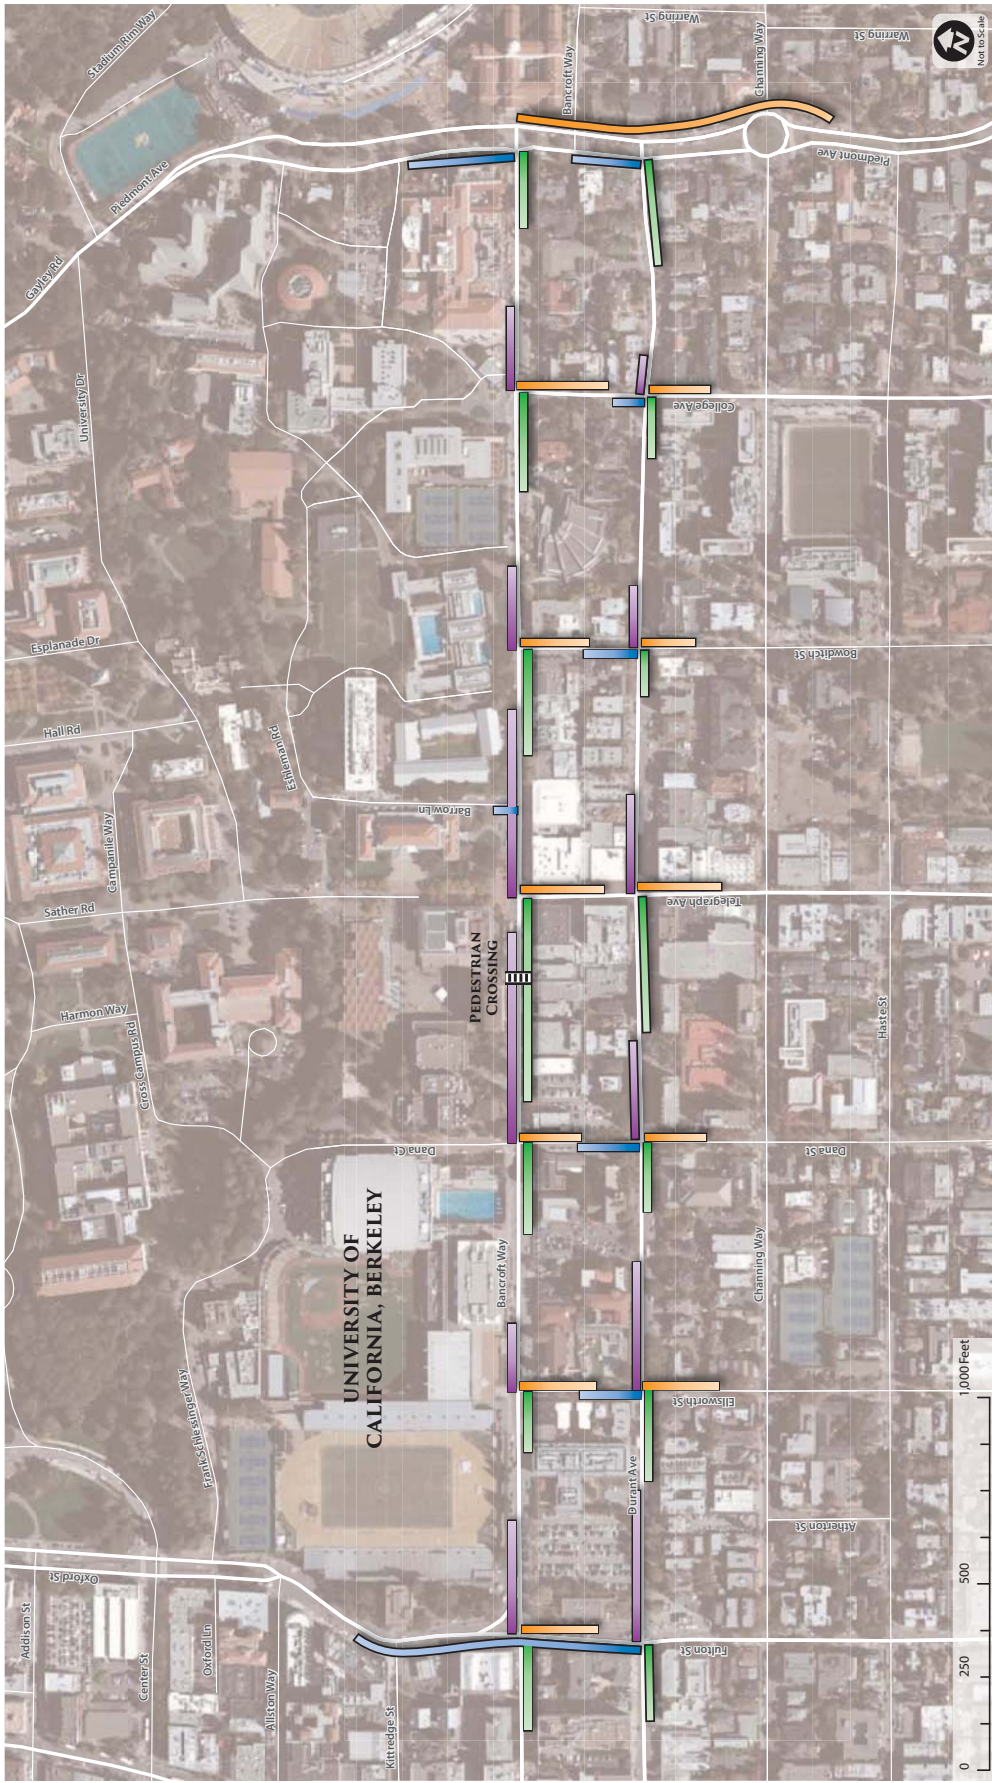 Stadium Rim Way
Warring St
Warring St
N
Not to Scale
Bancroft Way
Channing Way
Piedmont Ave
Piedmont Ave
Gayley Rd
University Dr
College Ave
Esplanade Dr
Bowditch St
Hall Rd
Eshleman Rd
Barrow Ln
Campanile Way
Sather Rd
Telegraph Ave
PEDESTRIAN
CROSSING
Harmon Way
Haste St
Cross Campus Rd
Dana Ct
Dana St
UNIVERSITY OF
CALIFORNIA, BERKELEY
Bancroft Way
Channing Way
Frank Schlessinger Way
Ellsworth St
Durant Ave
Atherton St
Oxford St
Addison St
Center St
Oxford Ln
Allston Way
Kittredge St
Fulton St
0
250
500
1,000 Feet